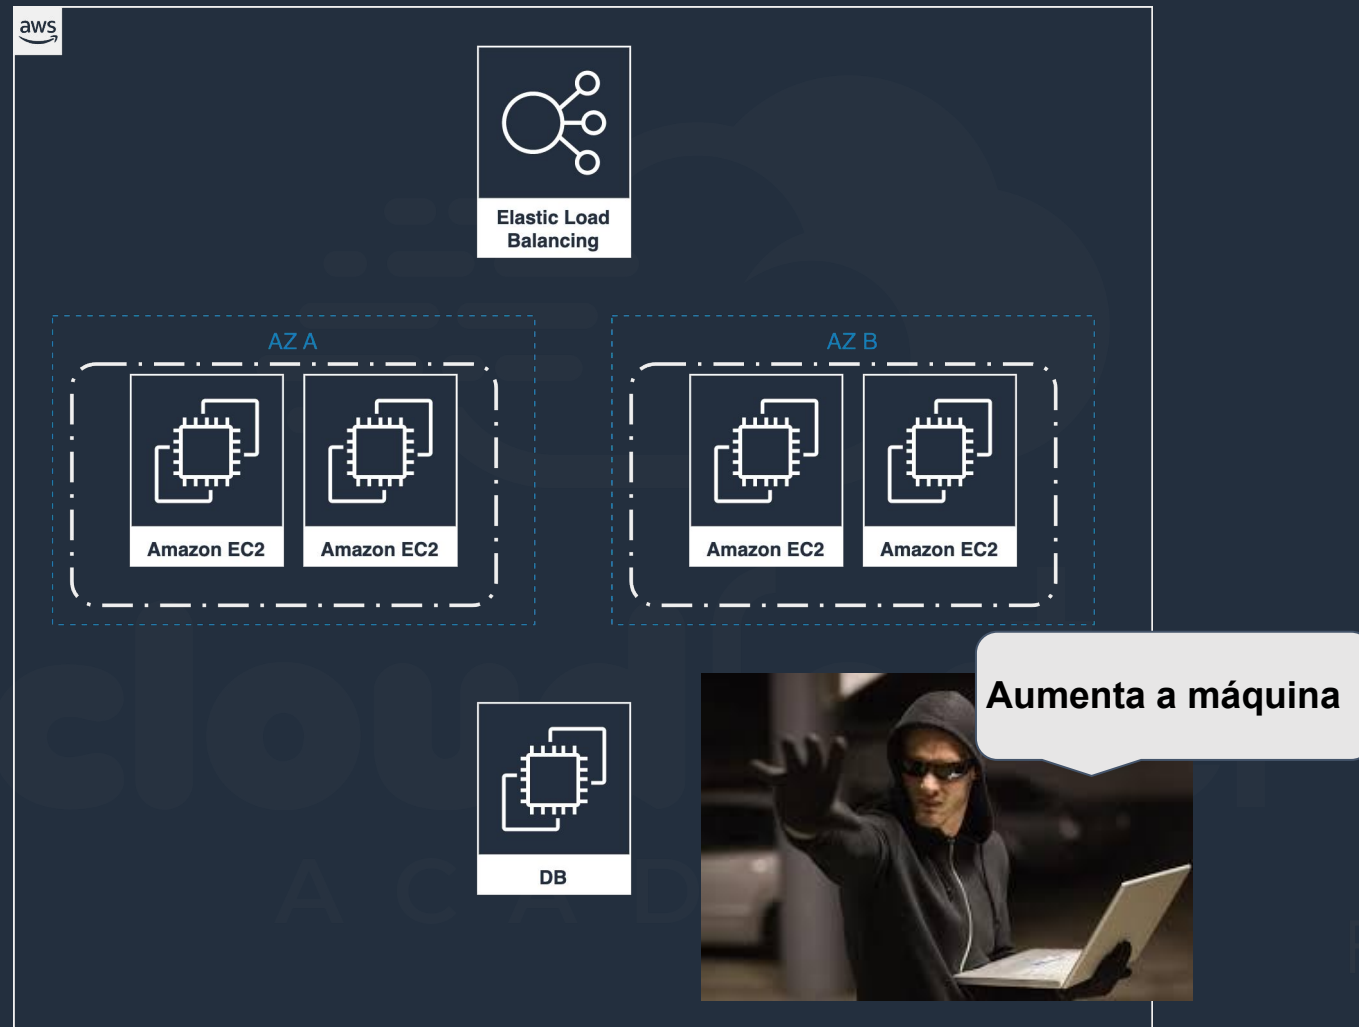 aws
Elastic Load
Balancing
AZ A
AZ B
Amazon EC2
Amazon EC2
Amazon EC2
Amazon EC2
Aumenta a máquina
DB